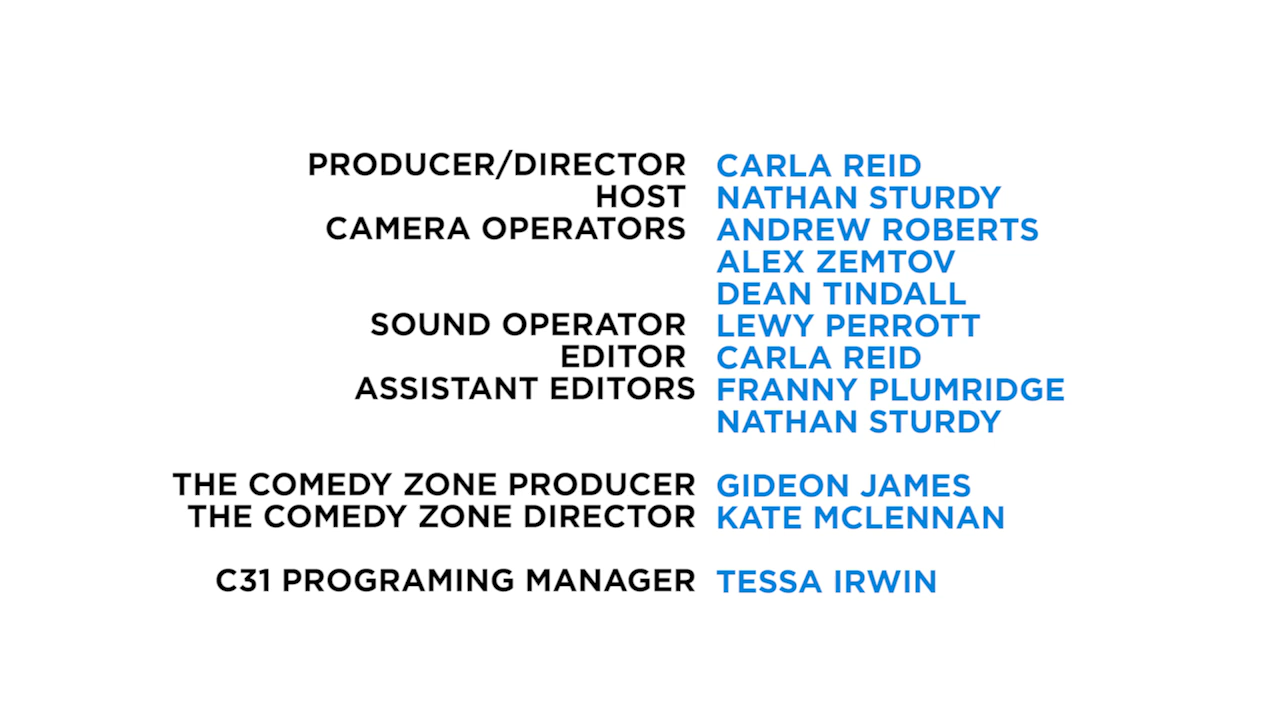 PRODUCER/DIRECTOR CARLA REID
HOST NATHAN STURDY
CAMERA OPERATORS ANDREW ROBERTS
ALEX ZEMTOV
DEAN TINDALL
SOUND OPERATOR LEWY PERROTT
EDITOR CARLA REID
ASSISTANT EDITORS FRANNY PLUMRIDGE
NATHAN STURDY
THE COMEDY ZONE PRODUCER GIDEON JAMES
THE COMEDY ZONE DIRECTOR KATE MCLENNAN
C31 PROGRAMING MANAGER TESSA IRWIN